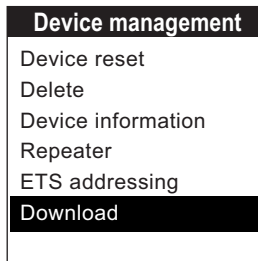 Device management
Device reset
Delete
Device information
Repeater
ETS addressing
Download